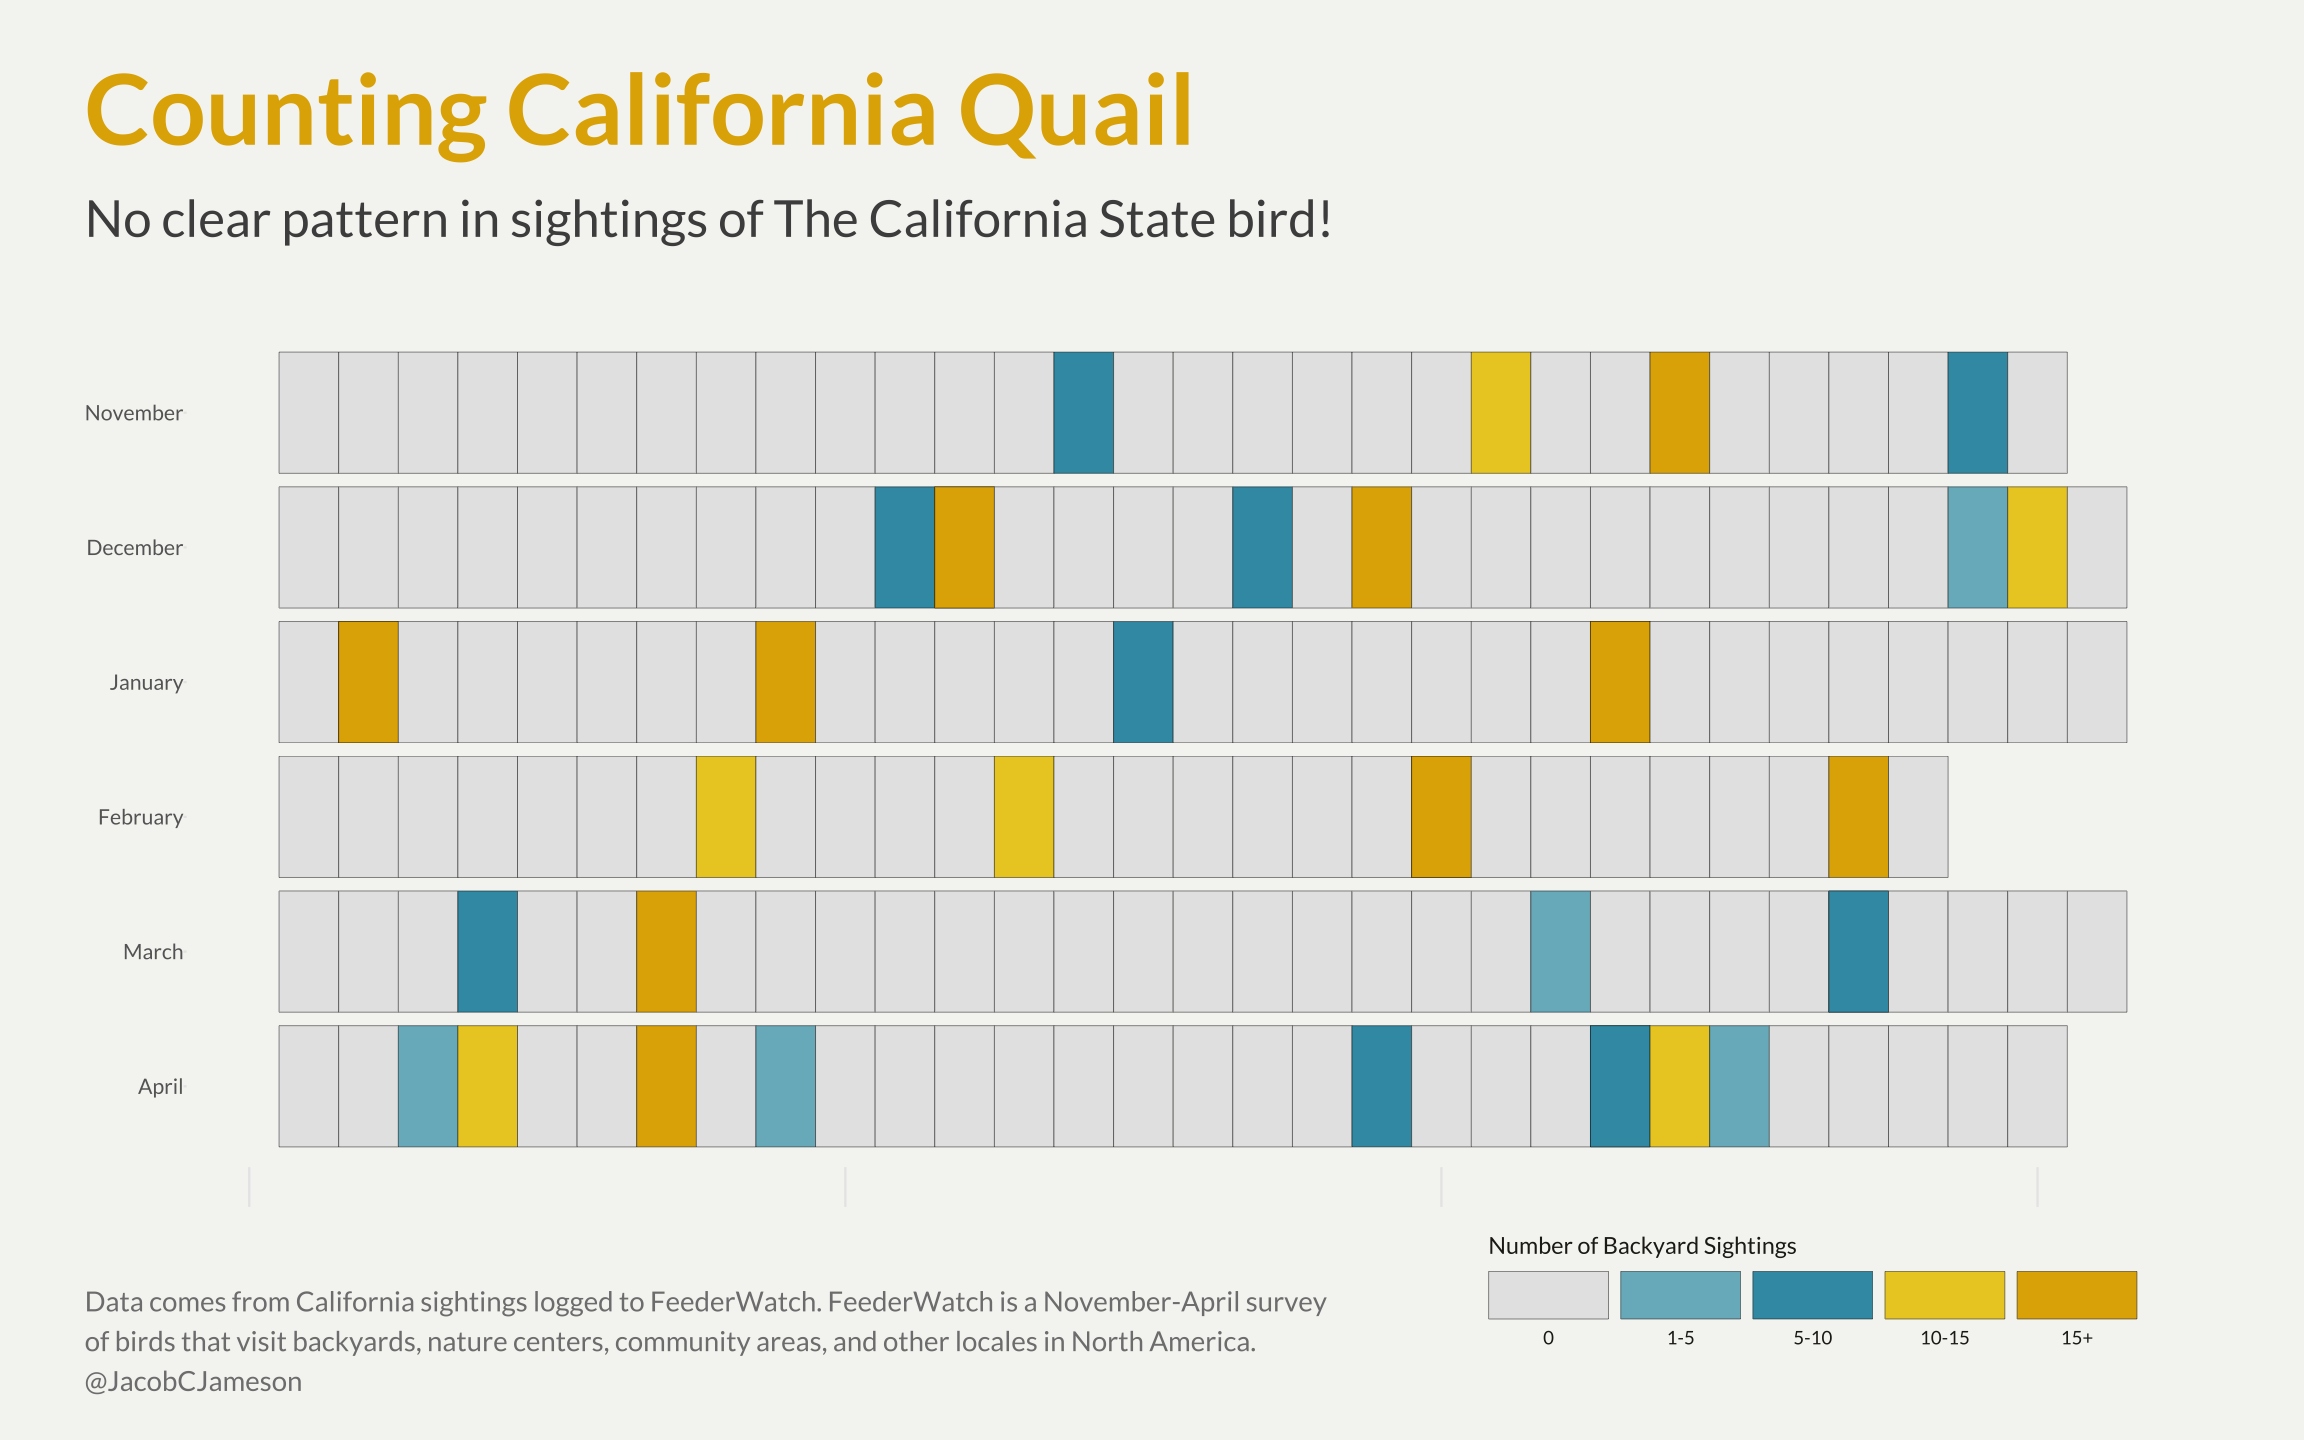 Counting California Quail
No clear pattern in sightings of The California State bird!
November
December
January
February
March
April
Number of Backyard Sightings
0
1-5
5-10
10-15
15+
Data comes from California sightings logged to FeederWatch. FeederWatch is a November-April survey
of birds that visit backyards, nature centers, community areas, and other locales in North America.
@JacobCJameson